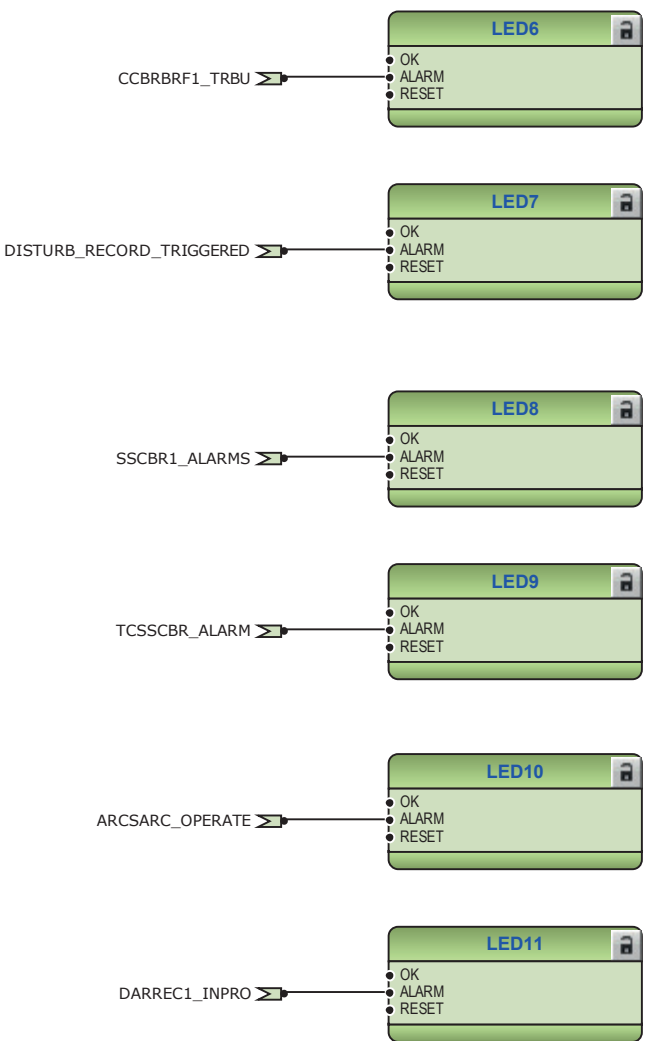 LED6
OK
CCBRBRF1_TRBU ALARM
RESET
LED7
OK
DISTURB_RECORD_TRIGGERED ALARM
RESET
LED8
OK
SSCBR1_ALARMS ALARM
RESET
LED9
OK
TCSSCBR_ALARM ALARM
RESET
LED10
OK
ARCSARC_OPERATE ALARM
RESET
LED11
OK
DARREC1_INPRO ALARM
RESET